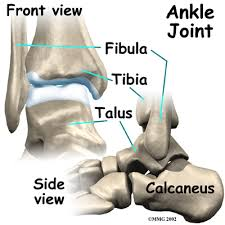 Front view
Ankle
Joint
Fibula
Tibia
Talus
Side
view
Calcaneus
©MMG 2002